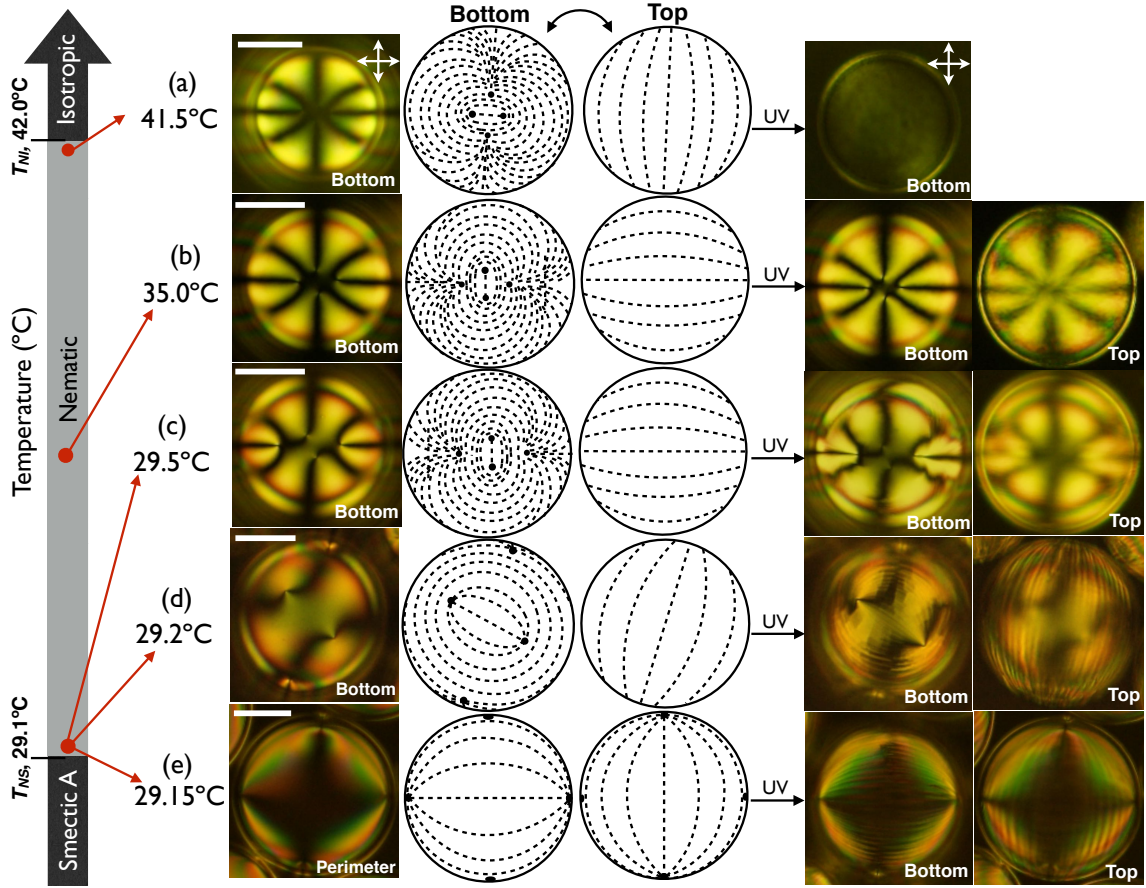 Bottom
Top
Isotropic
T_NI, 42.0°C
(a)
41.5°C
Bottom
UV
Bottom
(b)
35.0°C
Bottom
UV
Bottom
Top
Temperature (°C)
Nematic
(c)
29.5°C
Bottom
UV
Bottom
Top
(d)
29.2°C
Bottom
UV
Bottom
Top
T_NS, 29.1°C
Smectic A
(e)
29.15°C
Perimeter
UV
Bottom
Top